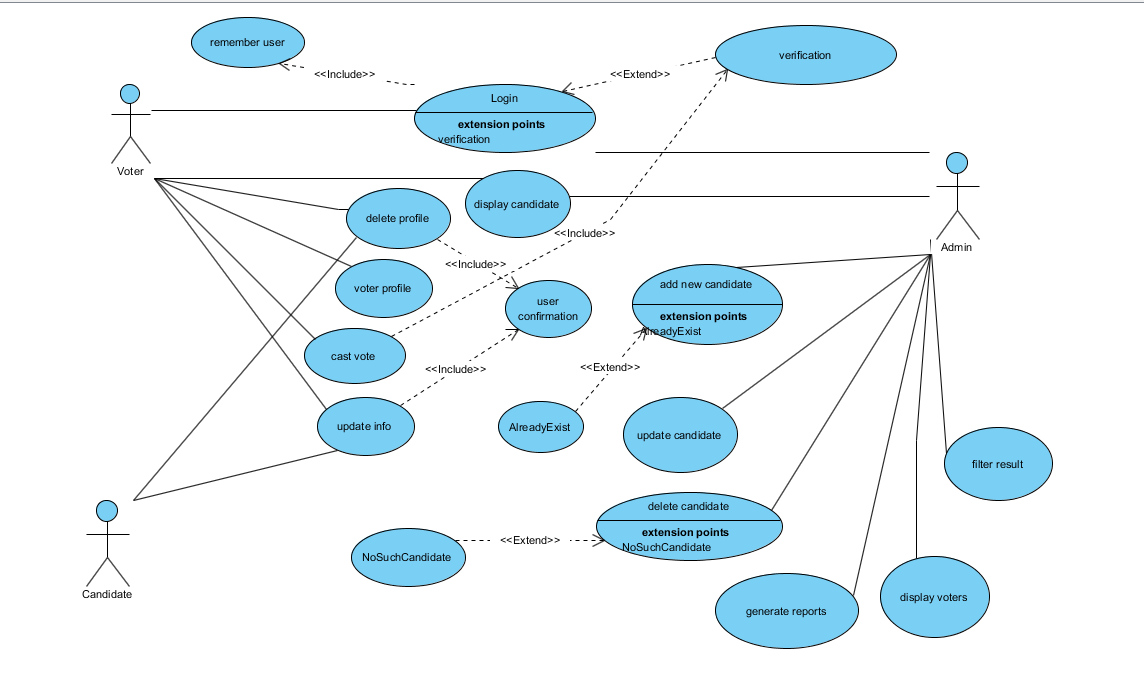 remember user
verification
<<Include>>
<<Extend>>
Login
extension points
verification
Voter
delete profile
display candidate
<<Include>>
Admin
<<Include>>
voter profile
user
confirmation
add new candidate
extension points
AlreadyExist
cast vote
<<Include>>
<<Extend>>
update info
AlreadyExist
update candidate
filter result
delete candidate
extension points
NoSuchCandidate
<<Extend>>
NoSuchCandidate
Candidate
generate reports
display voters